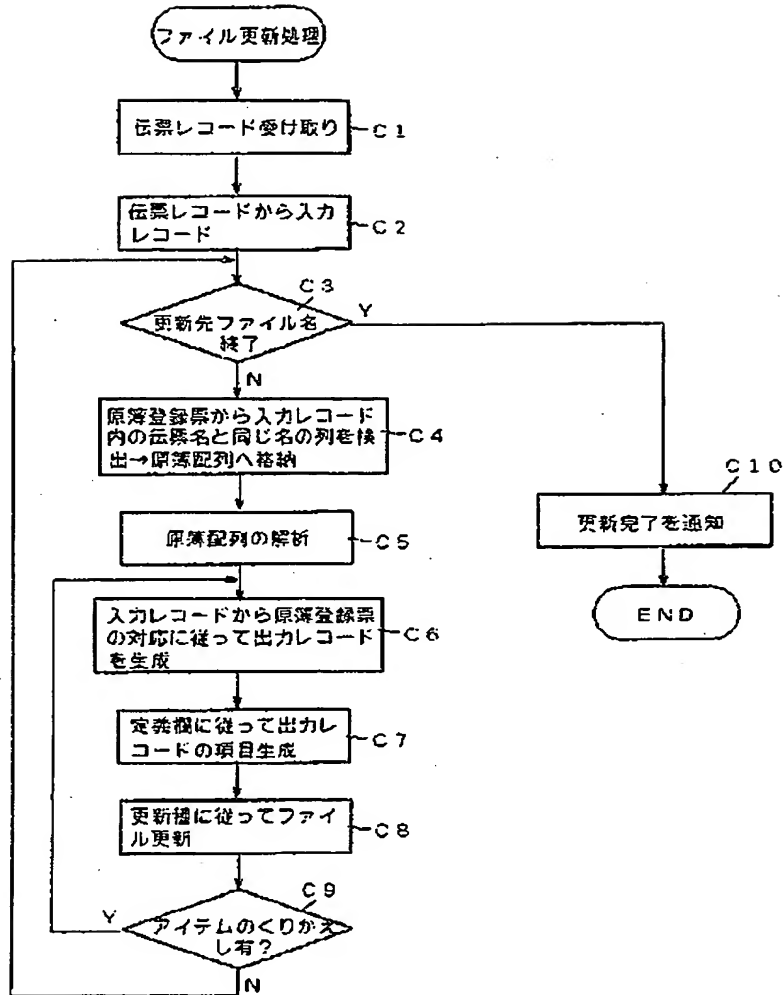 ファイル更新処理
伝票レコード受け取り
C1
伝票レコードから入力
レコード
C2
C3
更新先ファイル名
終了
Y
N
原簿登録票から入力レコード
内の伝票名と同じ名の列を検
出→原簿配列へ格納
C4
C10
更新完了を通知
END
原簿配列の解析
C5
入力レコードから原簿登録票
の対応に従って出力レコード
を生成
C6
定義欄に従って出力レ
コードの項目生成
C7
更新種に従ってファイ
ル更新
C8
C9
アイテムのくりかえ
し有?
Y
N